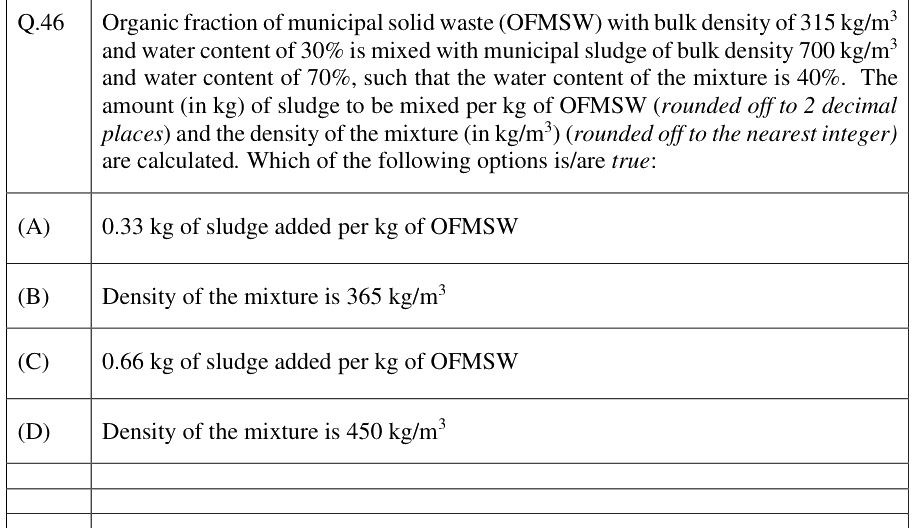 Q.46 Organic fraction of municipal solid waste (OFMSW) with bulk density of 315 kg/m³
and water content of 30% is mixed with municipal sludge of bulk density 700 kg/m³
and water content of 70%, such that the water content of the mixture is 40%. The
amount (in kg) of sludge to be mixed per kg of OFMSW (rounded off to 2 decimal
places) and the density of the mixture (in kg/m³) (rounded off to the nearest integer)
are calculated. Which of the following options is/are true:
(A) 0.33 kg of sludge added per kg of OFMSW
(B) Density of the mixture is 365 kg/m³
(C) 0.66 kg of sludge added per kg of OFMSW
(D) Density of the mixture is 450 kg/m³